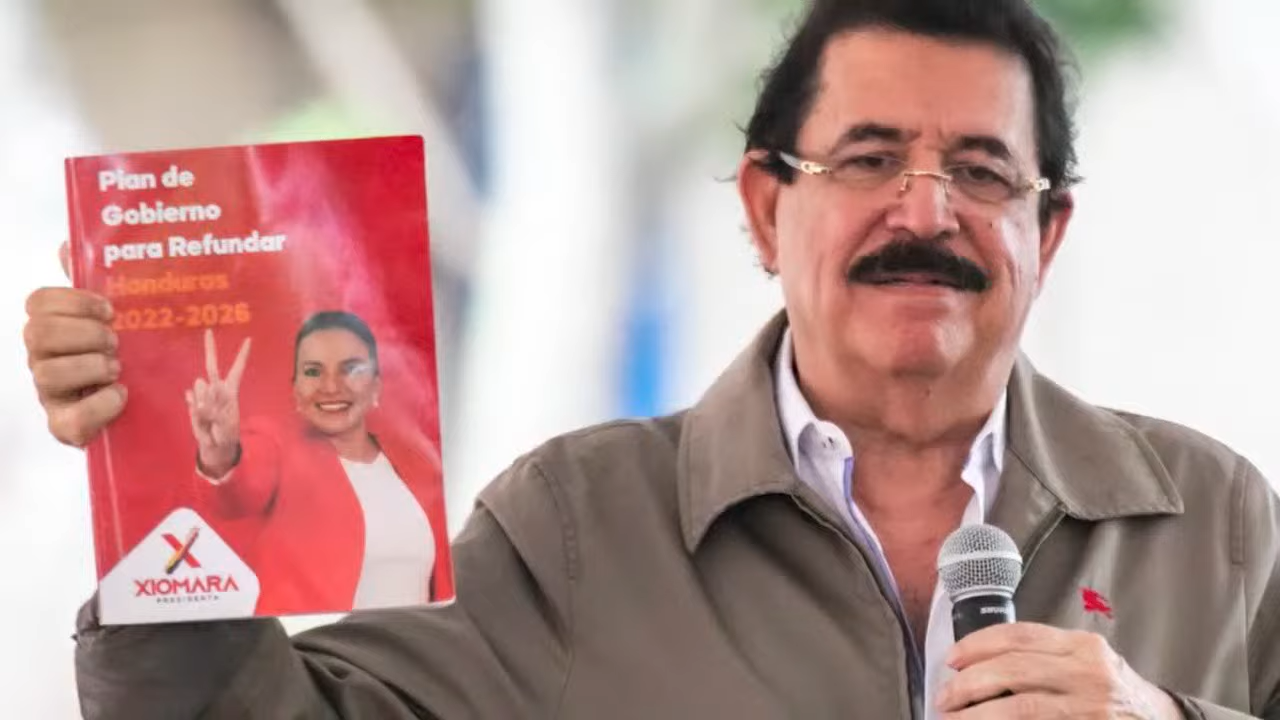 Plan de
Gobierno
para Refundar
Honduras
2022-2026
XIOMARA
PRESIDENTA